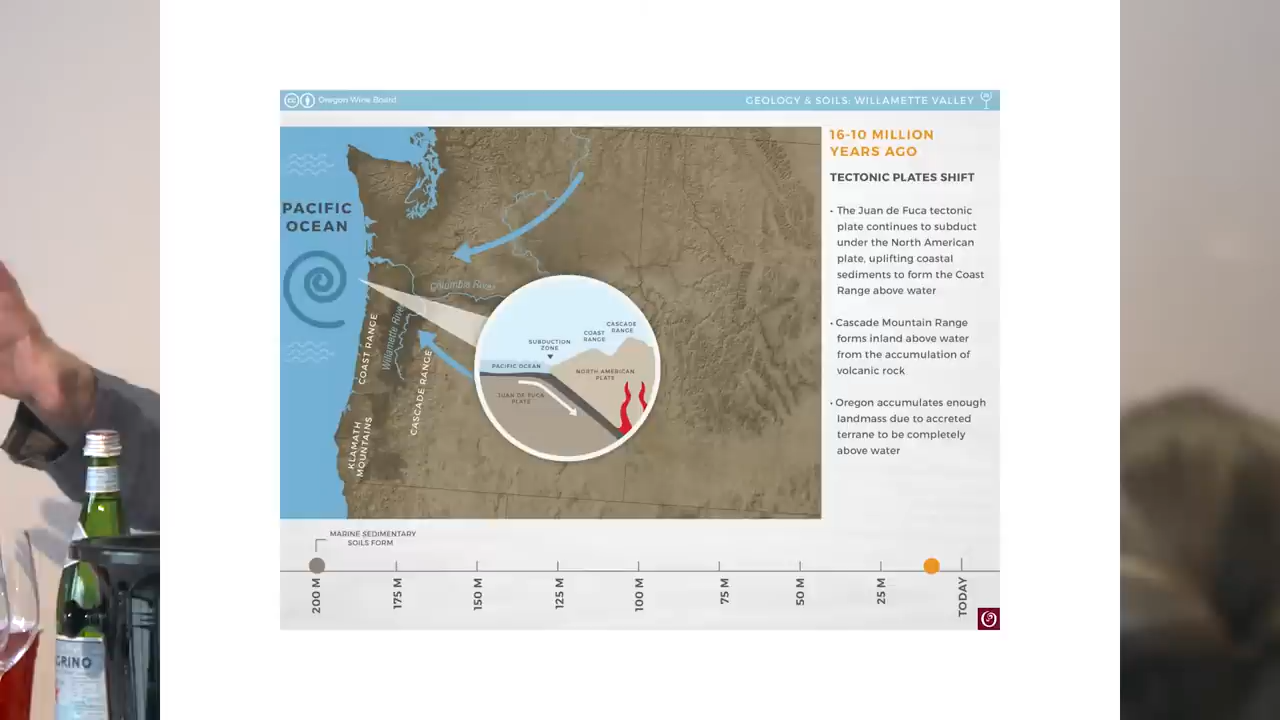 cc
Oregon Wine Board
GEOLOGY & SOILS: WILLAMETTE VALLEY
16-10 MILLION
YEARS AGO
TECTONIC PLATES SHIFT
• The Juan de Fuca tectonic
plate continues to subduct
under the North American
plate, uplifting coastal
sediments to form the Coast
Range above water
• Cascade Mountain Range
forms inland above water
from the accumulation of
volcanic rock
• Oregon accumulates enough
landmass due to accreted
terrane to be completely
above water
PACIFIC
OCEAN
Columbia River
Willamette River
COAST RANGE
CASCADE RANGE
KLAMATH
MOUNTAINS
CASCADE
RANGE
COAST
RANGE
SUBDUCTION
ZONE
PACIFIC OCEAN
NORTH AMERICAN
PLATE
JUAN DE FUCA
PLATE
MARINE SEDIMENTARY
SOILS FORM
200 M
175 M
150 M
125 M
100 M
75 M
50 M
25 M
TODAY
GRINO